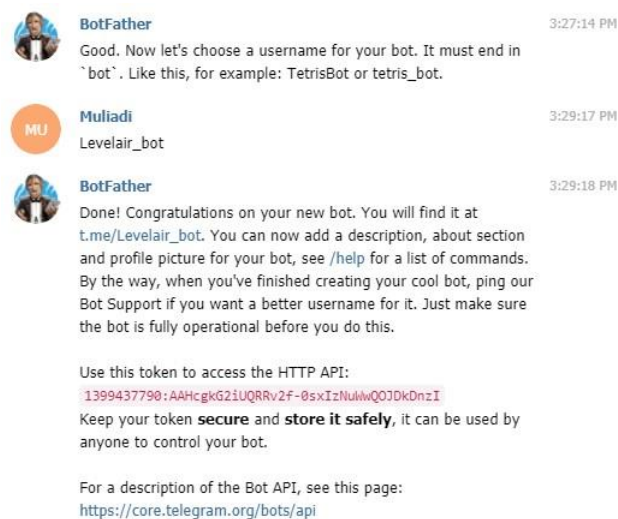 BotFather 3:27:14 PM
Good. Now let's choose a username for your bot. It must end in
`bot`. Like this, for example: TetrisBot or tetris_bot.
MU
Muliadi 3:29:17 PM
Levelair_bot
BotFather 3:29:18 PM
Done! Congratulations on your new bot. You will find it at
t.me/Levelair_bot. You can now add a description, about section
and profile picture for your bot, see /help for a list of commands.
By the way, when you've finished creating your cool bot, ping our
Bot Support if you want a better username for it. Just make sure
the bot is fully operational before you do this.
Use this token to access the HTTP API:
1399437790:AAHcgkG2iUQRRv2f-0sxIzNuWwQOJDkDnzI
Keep your token secure and store it safely, it can be used by
anyone to control your bot.
For a description of the Bot API, see this page:
https://core.telegram.org/bots/api